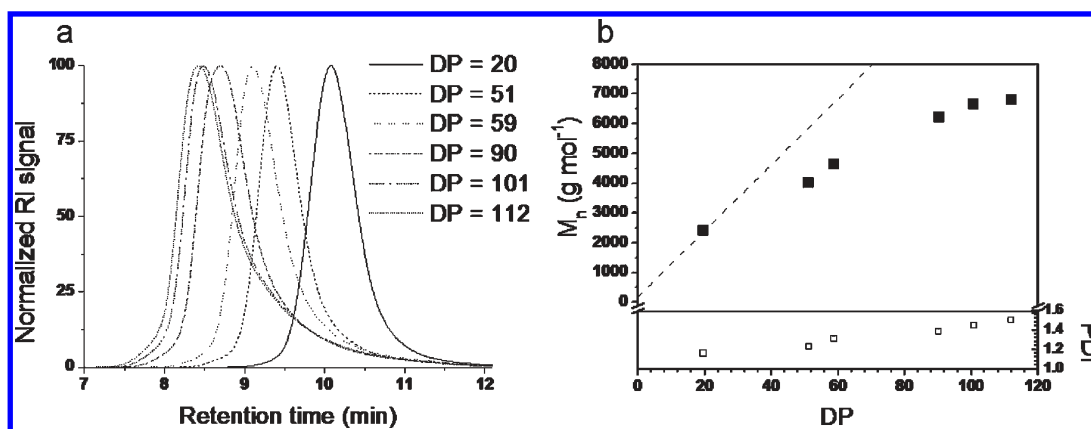 a
100
75
50
25
0
Normalized RI signal
7 8 9 10 11 12
Retention time (min)
DP = 20
DP = 51
DP = 59
DP = 90
DP = 101
DP = 112
b
8000
7000
6000
5000
4000
3000
2000
1000
0
Mn (g mol-1)
1.6
1.4
1.2
1.0
PDI
0 20 40 60 80 100 120
DP